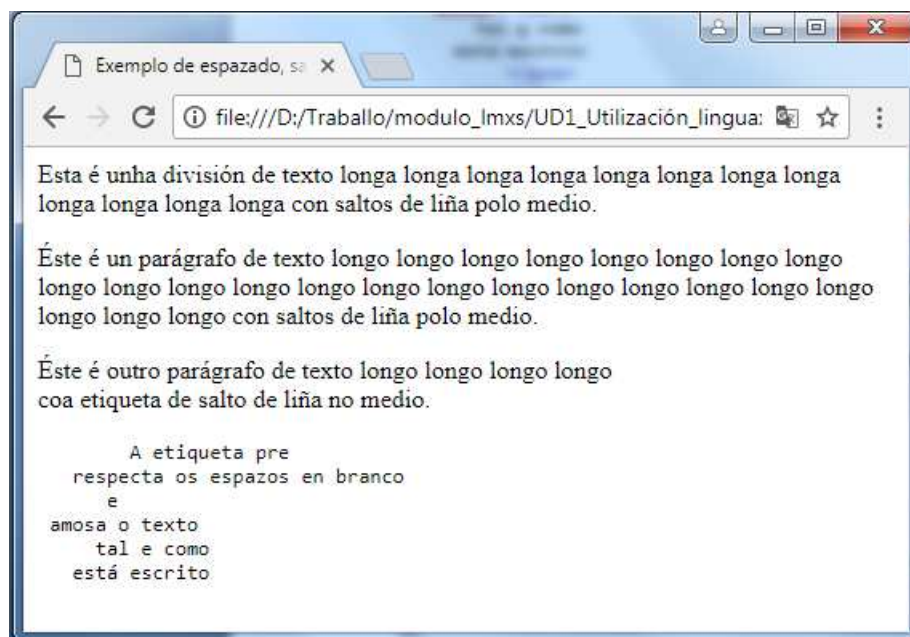 Exemplo de espazado, sa
file:///D:/Traballo/modulo_lmxs/UD1_Utilización_lingua:
Esta é unha división de texto longa longa longa longa longa longa longa longa
longa longa longa longa con saltos de liña polo medio.
Éste é un parágrafo de texto longo longo longo longo longo longo longo longo
longo longo longo longo longo longo longo longo longo longo longo longo longo
longo longo longo con saltos de liña polo medio.
Éste é outro parágrafo de texto longo longo longo longo
coa etiqueta de salto de liña no medio.
A etiqueta pre
respecta os espazos en branco
e
amosa o texto
tal e como
está escrito